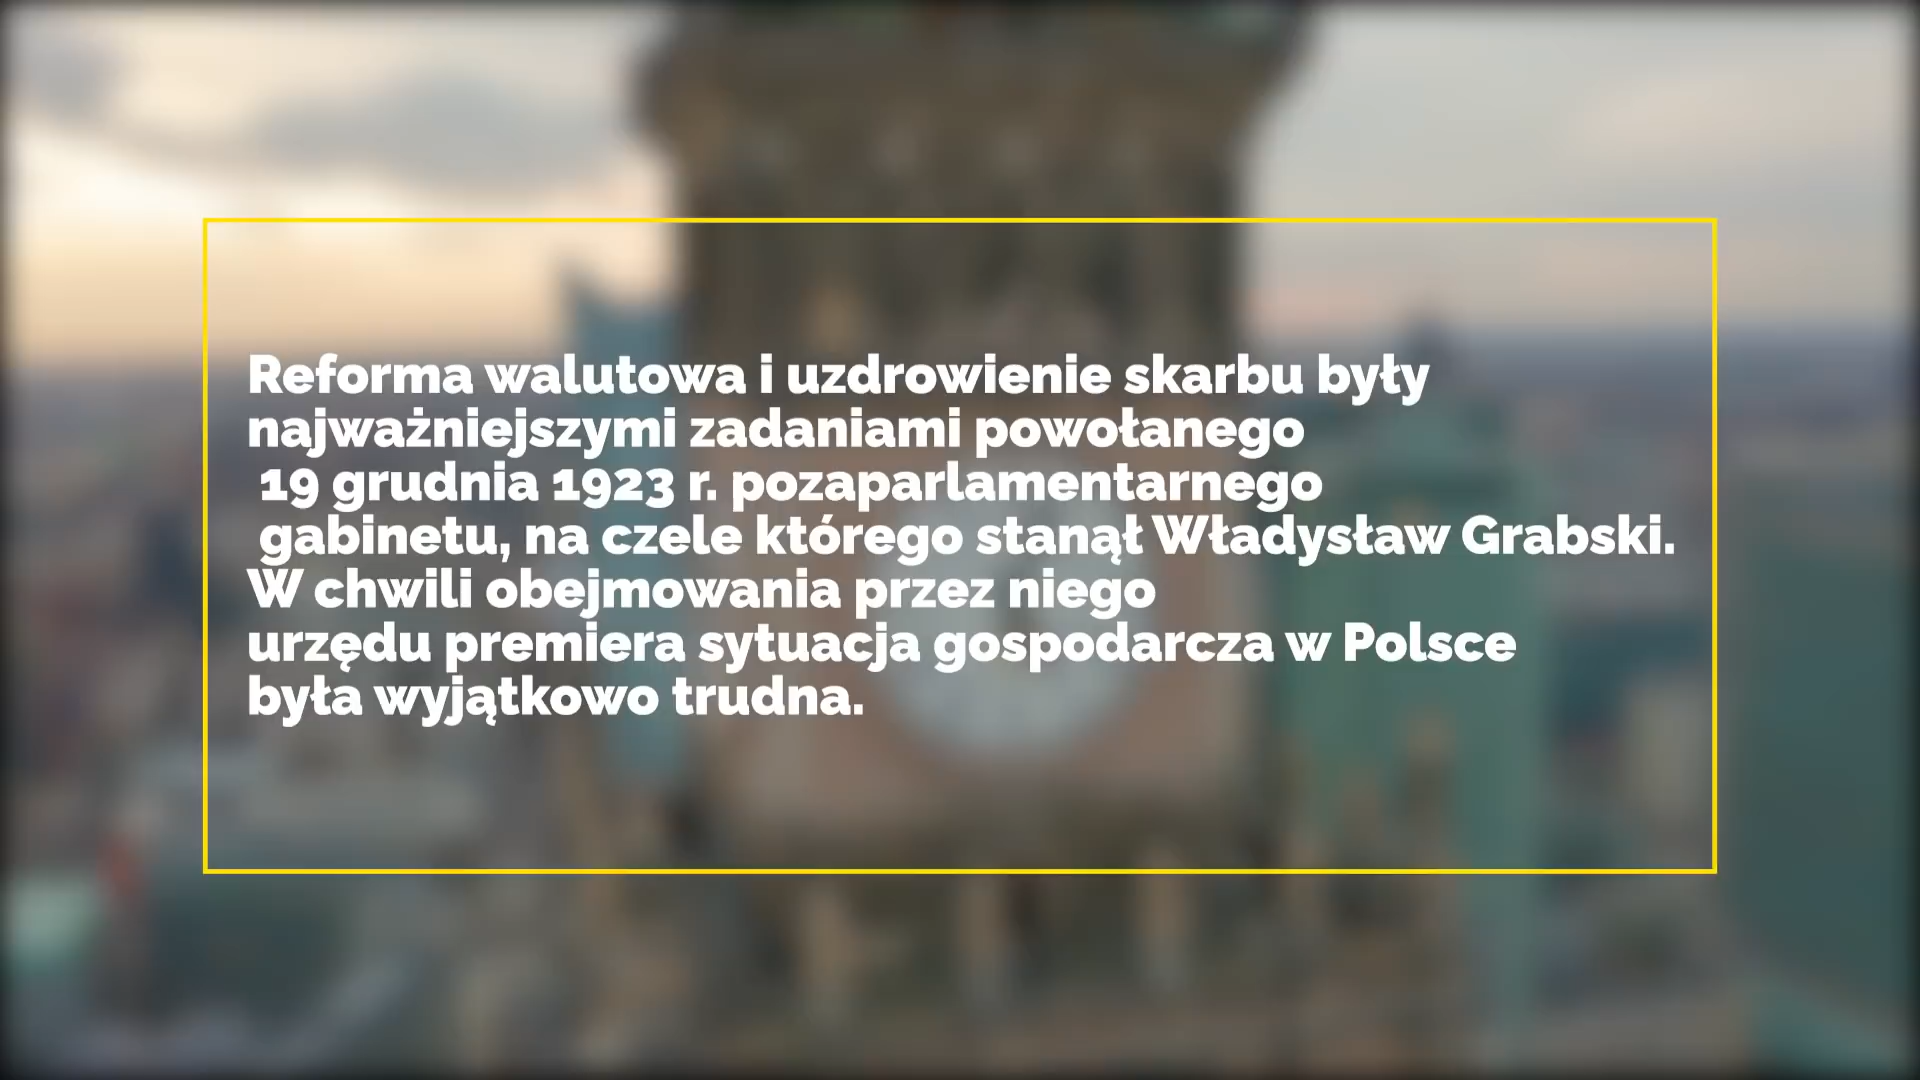 Reforma walutowa i uzdrowienie skarbu były
najważniejszymi zadaniami powołanego
19 grudnia 1923 r. pozaparlamentarnego
gabinetu, na czele którego stanął Władysław Grabski.
W chwili obejmowania przez niego
urzędu premiera sytuacja gospodarcza w Polsce
była wyjątkowo trudna.